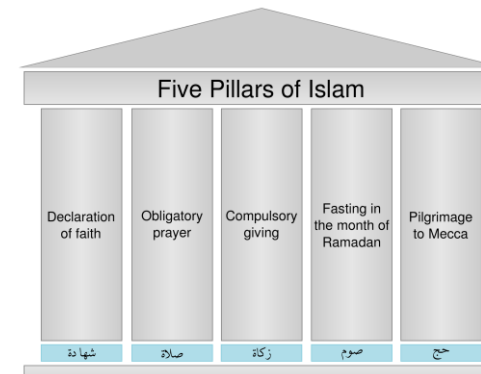 Five Pillars of Islam
Declaration
of faith
Obligatory
prayer
Compulsory
giving
Fasting in
the month of
Ramadan
Pilgrimage
to Mecca
شهادة
صلاة
زكاة
صوم
حج